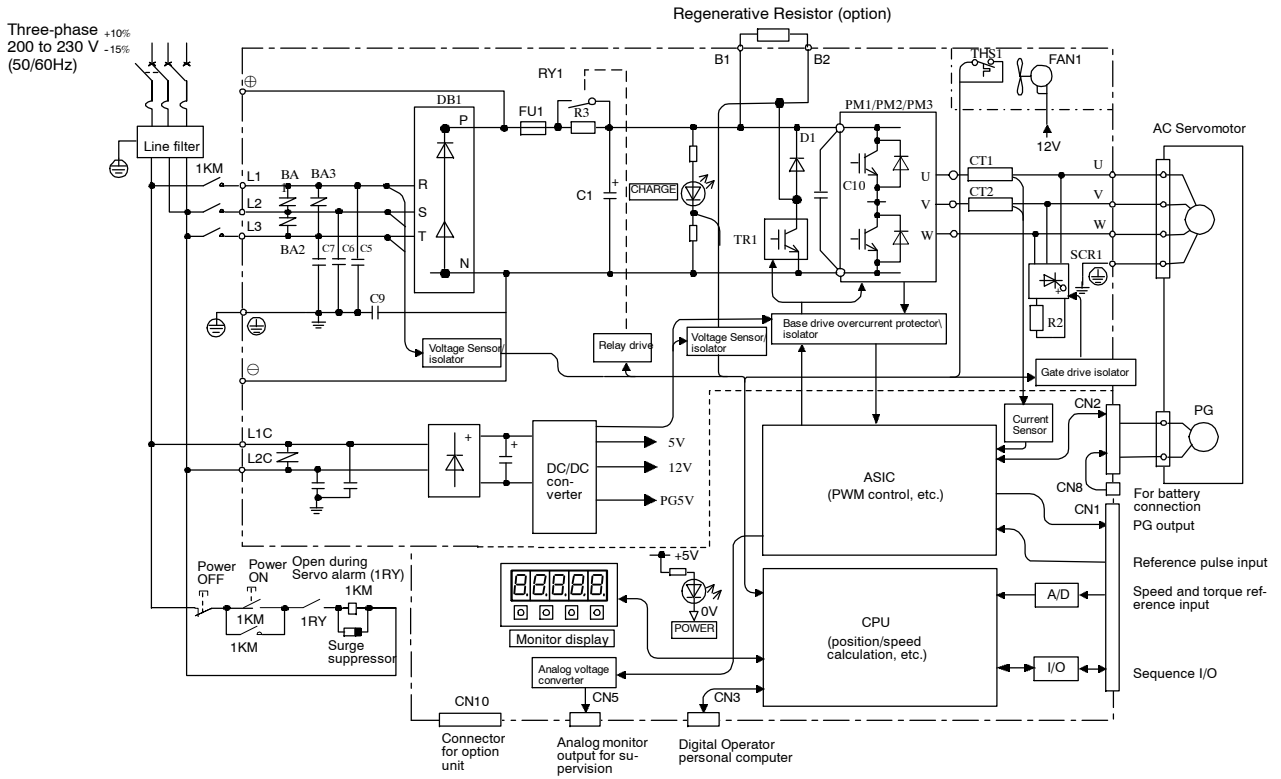 Regenerative Resistor (option)
Three-phase +10%
200 to 230 V -15%
(50/60Hz)
B1
B2
THS1
FAN1
12V
⊕
RY1
DB1
P
FU1
R3
D1
PM1/PM2/PM3
AC Servomotor
Line filter
1KM
L1
BA
1
BA3
R
C1
+
CHARGE
C10
U
CT1
U
L2
S
V
CT2
V
L3
BA2
C7
C6
C5
T
TR1
W
W
N
SCR1
+
R2
C9
Voltage Sensor/
isolator
Relay drive
Voltage Sensor/
isolator
Base drive overcurrent protector\
isolator
⊖
Gate drive isolator
L1C
L2C
+
+
DC/DC
con-
verter
5V
12V
PG5V
Current
Sensor
CN2
PG
ASIC
(PWM control, etc.)
CN8
For battery
connection
CN1
PG output
Reference pulse input
Power
OFF
Power
ON
Open during
Servo alarm (1RY)
1KM
1KM
1RY
1KM
Surge
suppressor
8.8.8.8.8.
Monitor display
+5V
0V
POWER
CPU
(position/speed
calculation, etc.)
A/D
Speed and torque ref-
erence input
I/O
Sequence I/O
Analog voltage
converter
CN10
CN5
CN3
Connector
for option
unit
Analog monitor
output for su-
pervision
Digital Operator
personal computer